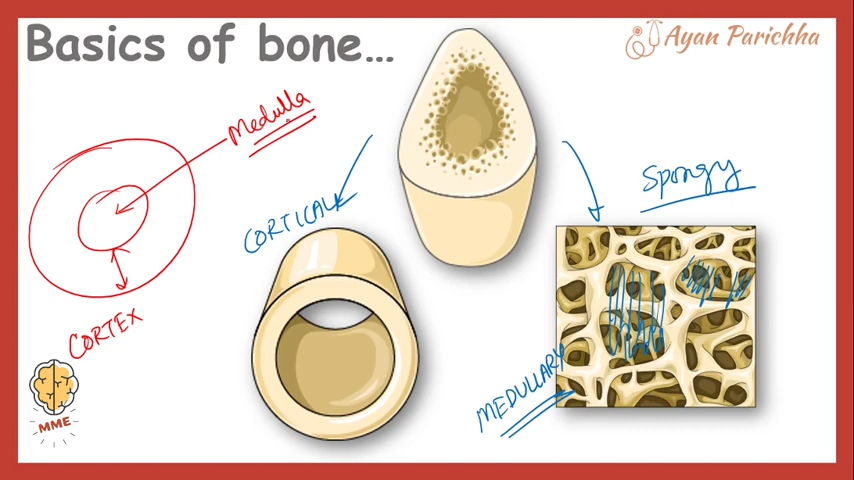 Basics of bone...
Ayan Parichha
Medulla
Spongy
CORTICAL
CORTEX
MEDULLARY
MME